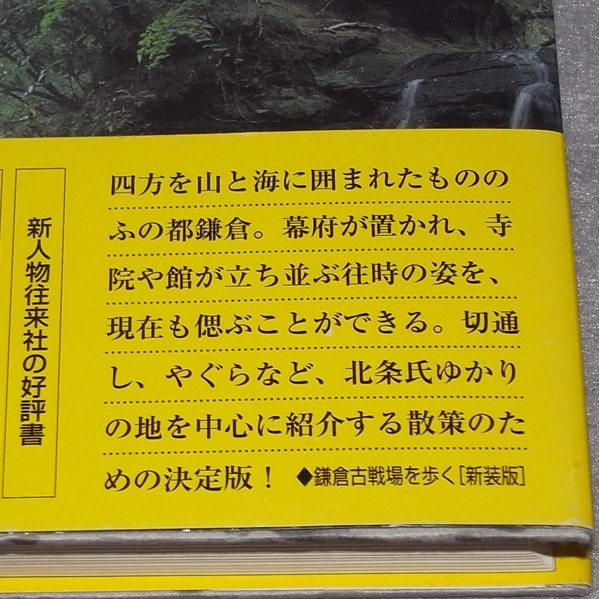 四方を山と海に囲まれたものの
ふの都鎌倉。幕府が置かれ、寺
院や館が立ち並ぶ往時の姿を、
現在も偲ぶことができる。切通
し、やぐらなど、北条氏ゆかり
の地を中心に紹介する散策のた
めの決定版！ ◆鎌倉古戦場を歩く[新装版]
新人物往来社の好評書